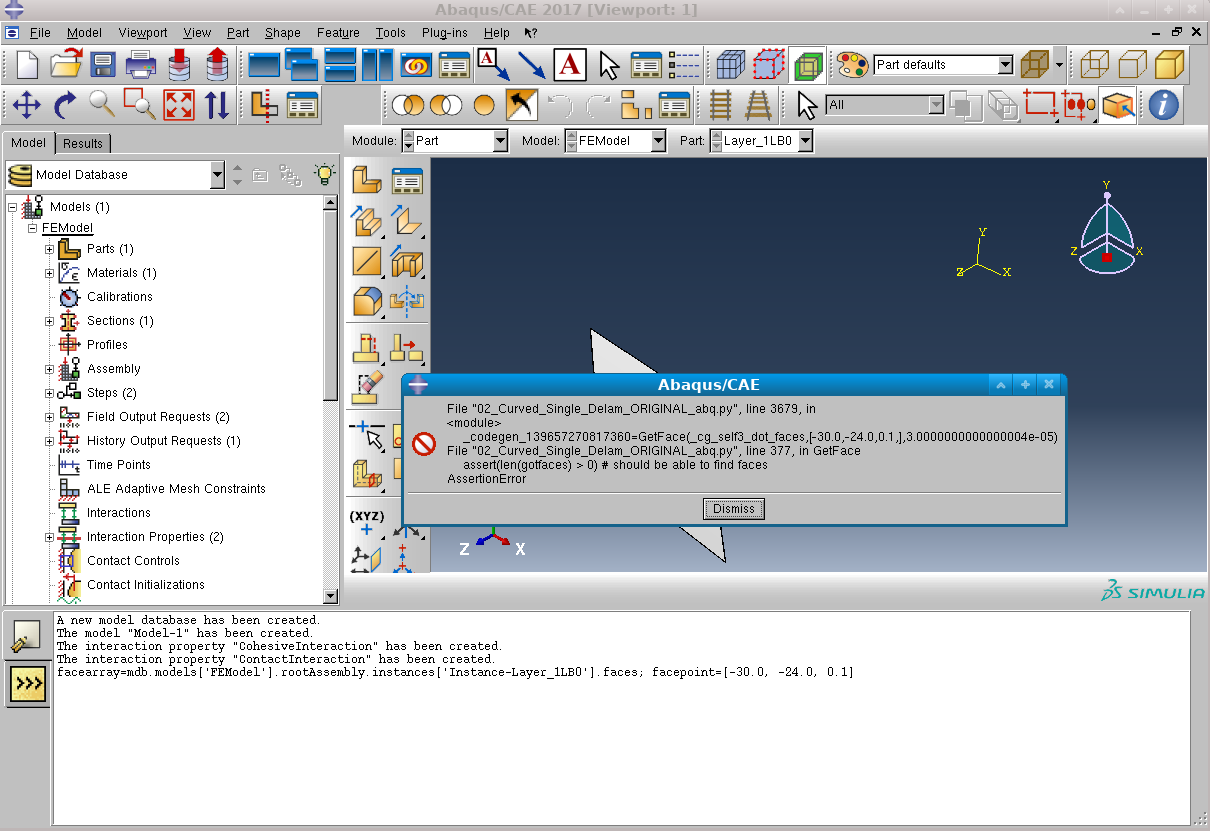 Abaqus/CAE 2017 [Viewport: 1]
File Model Viewport View Part Shape Feature Tools Plug-ins Help
A A Part defaults
All i
Model Results Module: Part Model: FEModel Part: Layer_1LB0
Model Database
Models (1)
FEModel
Parts (1)
Materials (1)
Calibrations
Sections (1)
Profiles
Assembly
Steps (2)
Field Output Requests (2)
History Output Requests (1)
Time Points
ALE Adaptive Mesh Constraints
Interactions
Interaction Properties (2)
Contact Controls
Contact Initializations
(XYZ)
Y
Z X
Y
Z X
Abaqus/CAE
File "02_Curved_Single_Delam_ORIGINAL_abq.py", line 3679, in
<module>
_codegen_139657270817360=GetFace(_cg_self3_dot_faces,[-30.0,-24.0,0.1,],3.0000000000000004e-05)
File "02_Curved_Single_Delam_ORIGINAL_abq.py", line 377, in GetFace
assert(len(gotfaces) > 0) # should be able to find faces
AssertionError
Dismiss
Z X
SIMULIA
A new model database has been created.
The model "Model-1" has been created.
The interaction property "CohesiveInteraction" has been created.
The interaction property "ContactInteraction" has been created.
facearray=mdb.models['FEModel'].rootAssembly.instances['Instance-Layer_1LB0'].faces; facepoint=[-30.0, -24.0, 0.1]
>>>